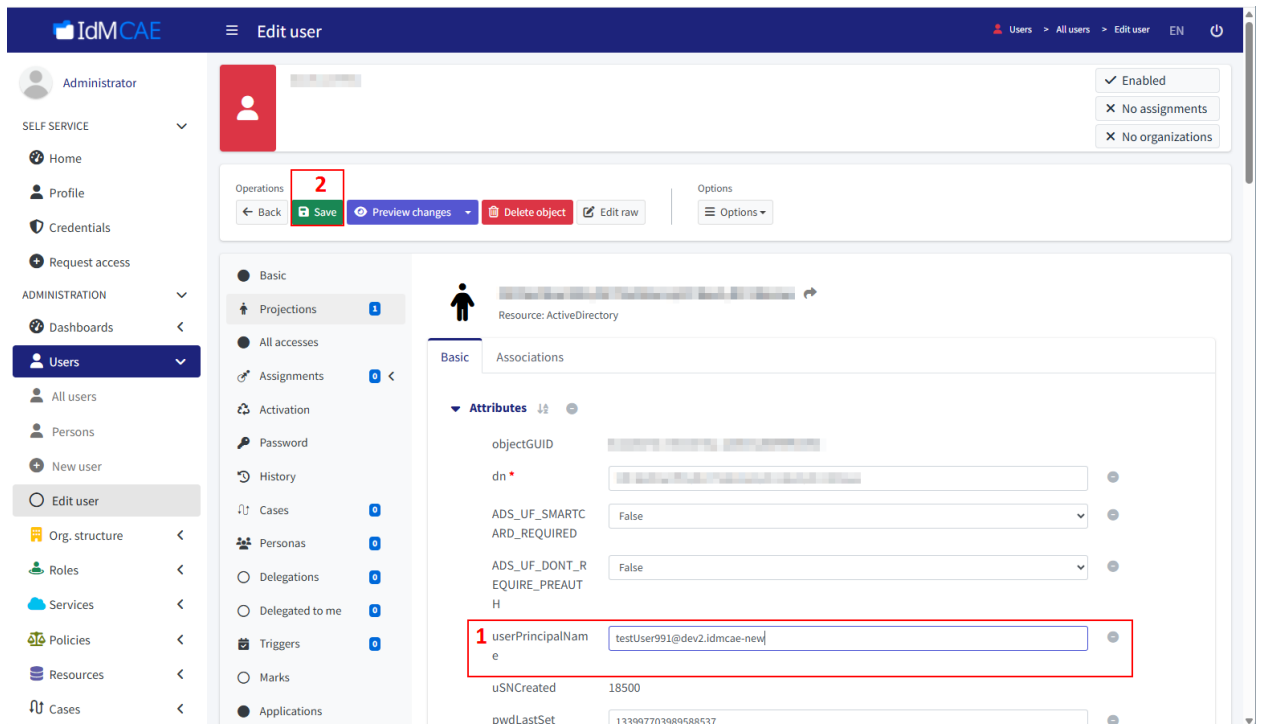 IdMCAE
Edit user
Users > All users > Edit user
EN
Administrator
SELF SERVICE
Home
Profile
Credentials
Request access
ADMINISTRATION
Dashboards
Users
All users
Persons
New user
Edit user
Org. structure
Roles
Services
Policies
Resources
Cases
Enabled
No assignments
No organizations
Operations
2
Back
Save
Preview changes
Delete object
Edit raw
Options
Options
Basic
Projections 1
All accesses
Assignments 0
Activation
Password
History
Cases 0
Personas 0
Delegations 0
Delegated to me 0
Triggers 0
Marks
Applications
Resource: ActiveDirectory
Basic Associations
Attributes
objectGUID
dn *
ADS_UF_SMARTC
ARD_REQUIRED
False
ADS_UF_DONT_R
EQUIRE_PREAUT
H
False
1
userPrincipalNam
e
testUser991@dev2.idmcae-new
uSNCreated 18500
pwdLastSet 133997703989588537